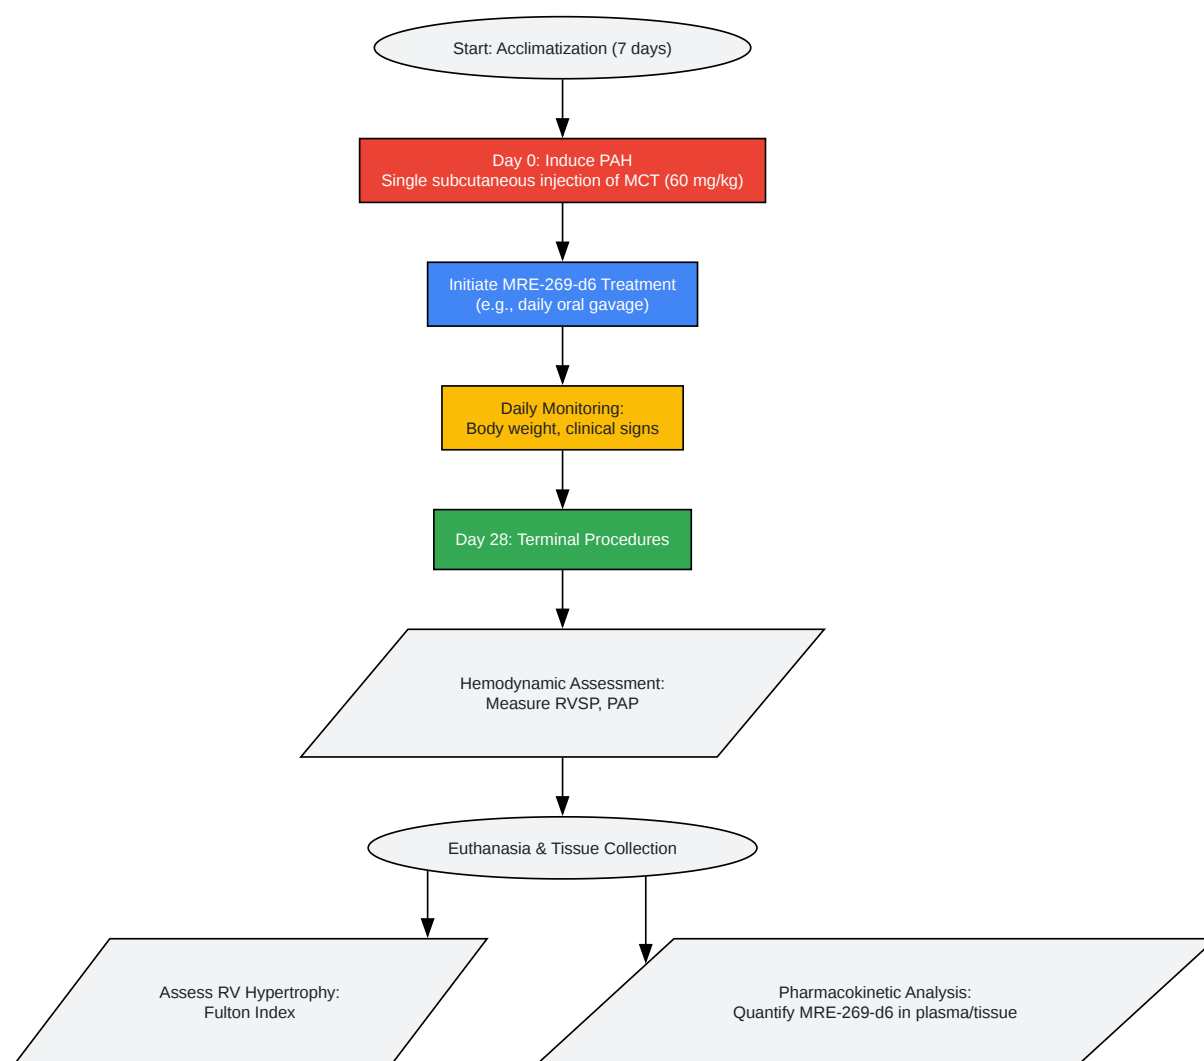 Start: Acclimatization (7 days)
Day 0: Induce PAH
Single subcutaneous injection of MCT (60 mg/kg)
Initiate MRE-269-d6 Treatment
(e.g., daily oral gavage)
Daily Monitoring:
Body weight, clinical signs
Day 28: Terminal Procedures
Hemodynamic Assessment:
Measure RVSP, PAP
Euthanasia & Tissue Collection
Assess RV Hypertrophy:
Fulton Index
Pharmacokinetic Analysis:
Quantify MRE-269-d6 in plasma/tissue